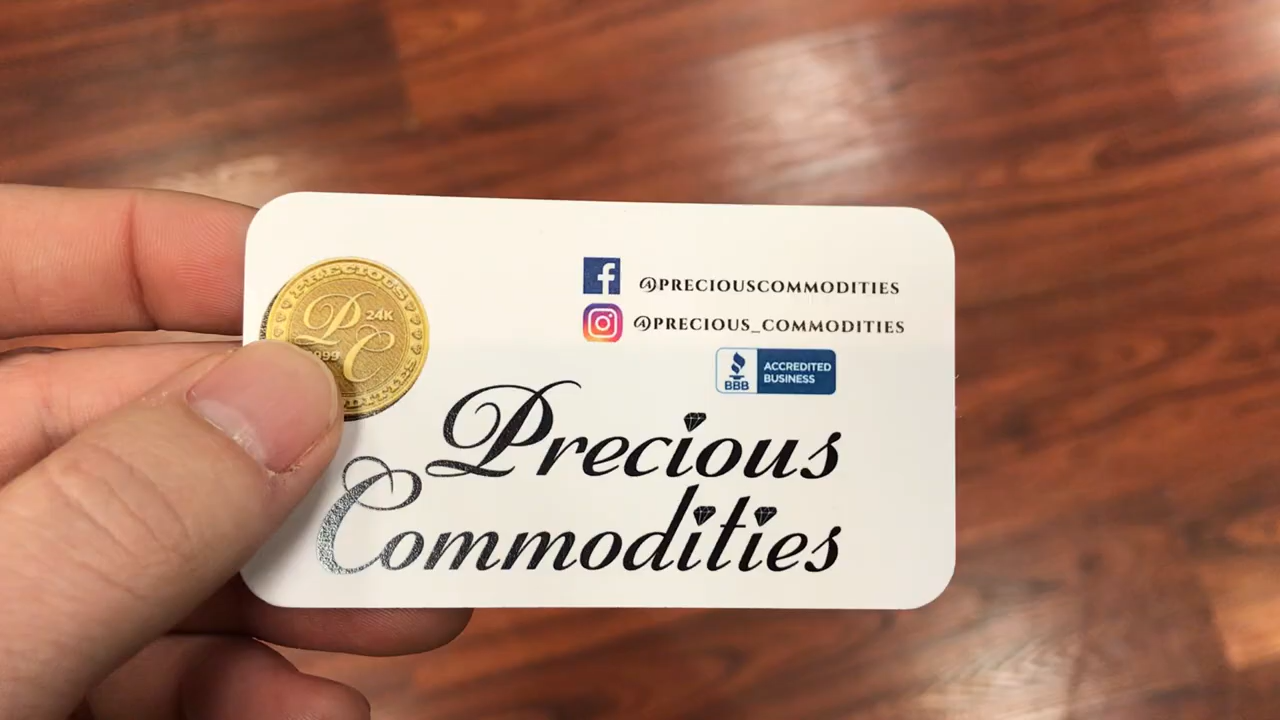 PRECIOUS
PC
24K
@PRECIOUSCOMMODITIES
@PRECIOUS_COMMODITIES
BBB
ACCREDITED
BUSINESS
Precious
Commodities